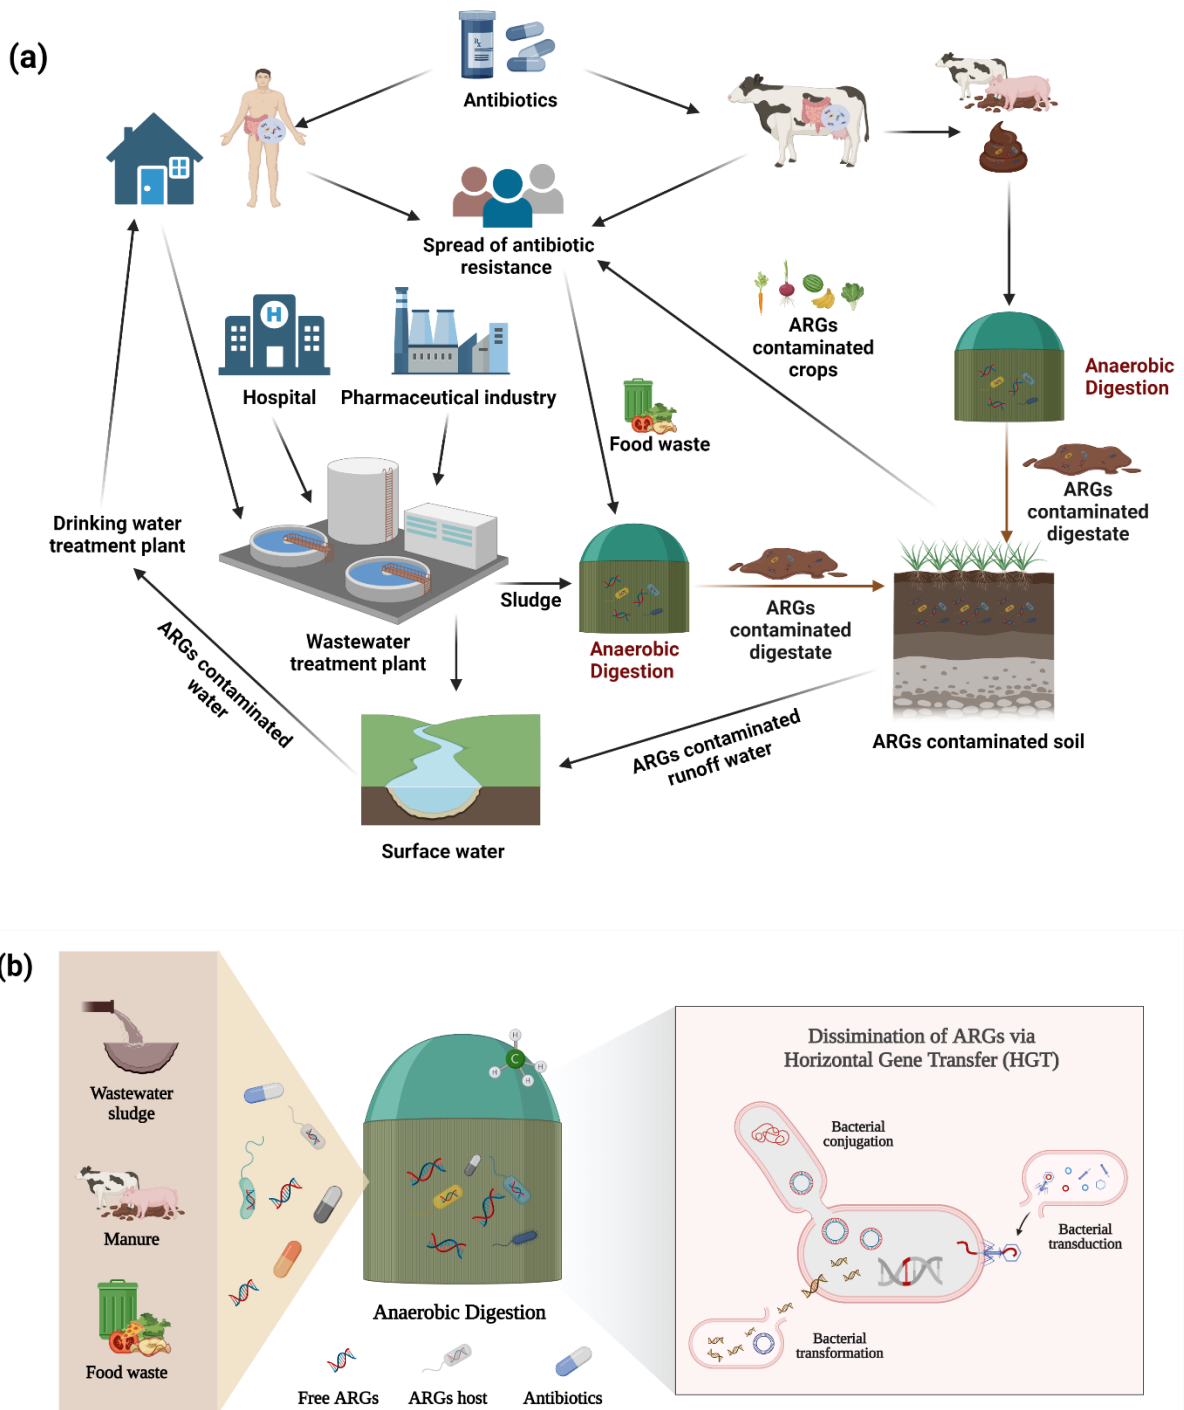 (a)
Antibiotics
Spread of antibiotic
resistance
ARGs
contaminated
crops
Anaerobic
Digestion
H
Hospital
Pharmaceutical industry
Food waste
ARGs
contaminated
digestate
Drinking water
treatment plant
Sludge
Wastewater
treatment plant
Anaerobic
Digestion
ARGs
contaminated
digestate
ARGs contaminated
water
ARGs contaminated
runoff water
ARGs contaminated soil
Surface water
(b)
Wastewater
sludge
Manure
Food waste
H
C
H
H
H
Anaerobic Digestion
Free ARGs
ARGs host
Antibiotics
Dissimination of ARGs via
Horizontal Gene Transfer (HGT)
Bacterial
conjugation
Bacterial
transduction
Bacterial
transformation